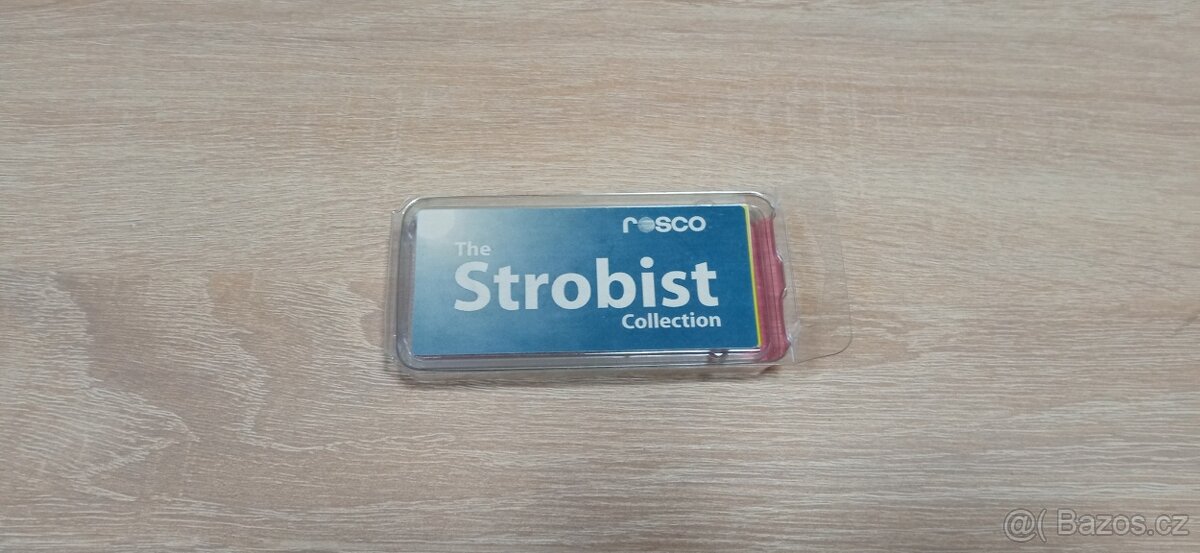 rosco
The
Strobist
Collection
@( Bazos.cz